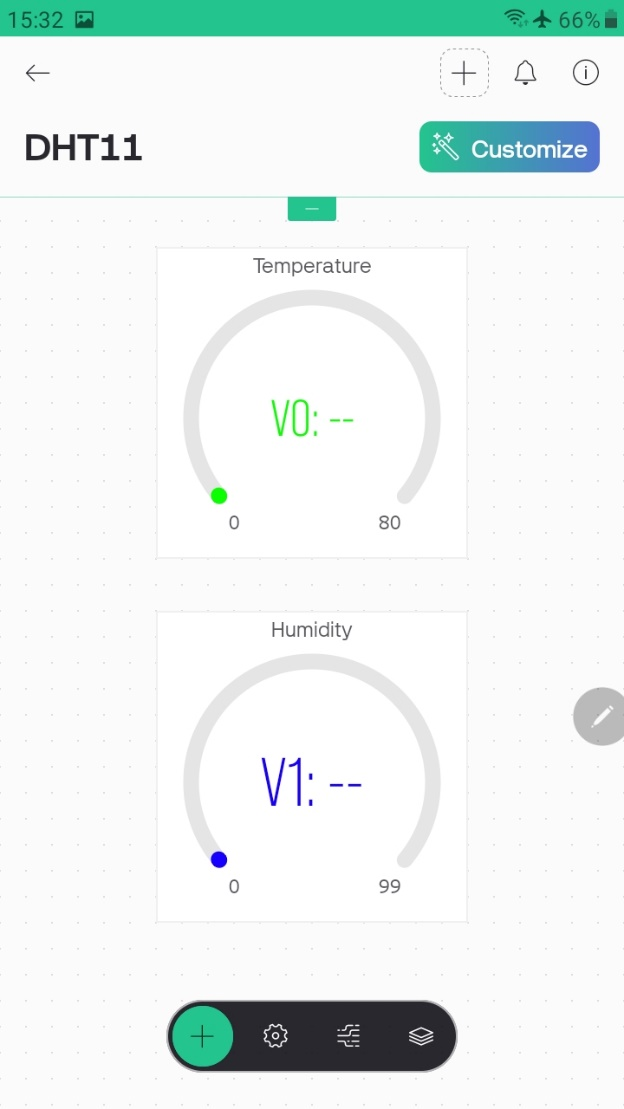 15:32 66%
DHT11
Customize
Temperature
V0: --
0 80
Humidity
V1: --
0 99